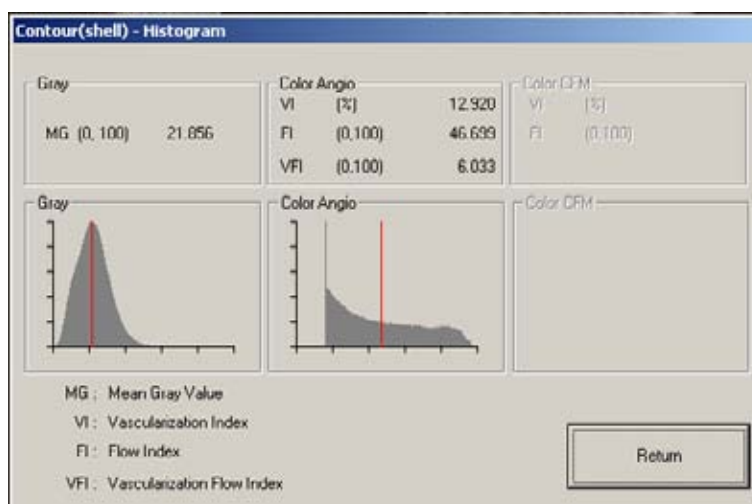 Contour(shell) - Histogram
Gray
MG (0, 100) 21.856
Color Angio
VI [%] 12.920
FI (0,100) 46.699
VFI (0.100) 6.033
Color CFM
VI [%]
FI (0.100)
Gray
Color Angio
Color CFM
MG : Mean Gray Value
VI : Vascularization Index
FI : Flow Index
VFI : Vascularization Flow Index
Return